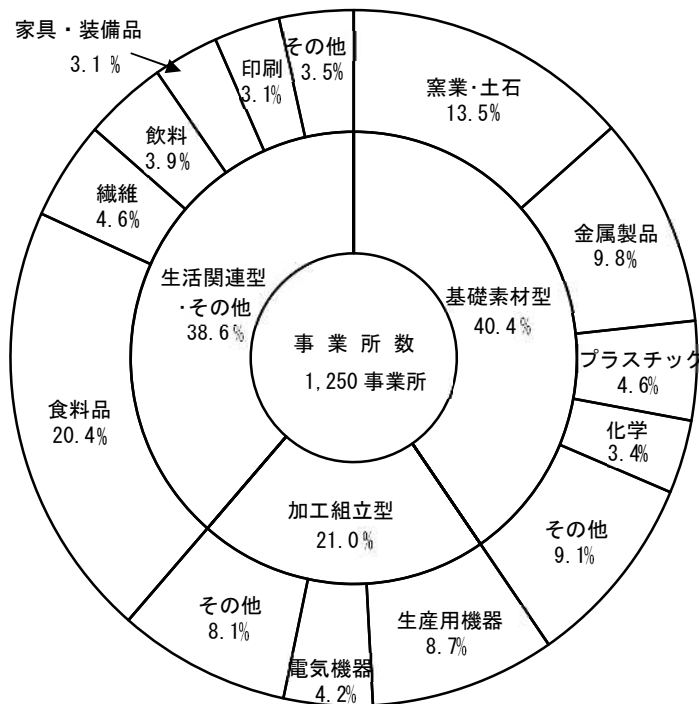 家具・装備品
3.1 %
印刷
3.1%
その他
3.5%
窯業・土石
13.5%
飲料
3.9%
繊維
4.6%
金属製品
9.8%
生活関連型
・その他
38.6%
基礎素材型
40.4%
事 業 所 数
1,250 事業所
プラスチック
4.6%
食料品
20.4%
化学
3.4%
加工組立型
21.0%
その他
9.1%
その他
8.1%
生産用機器
8.7%
電気機器
4.2%